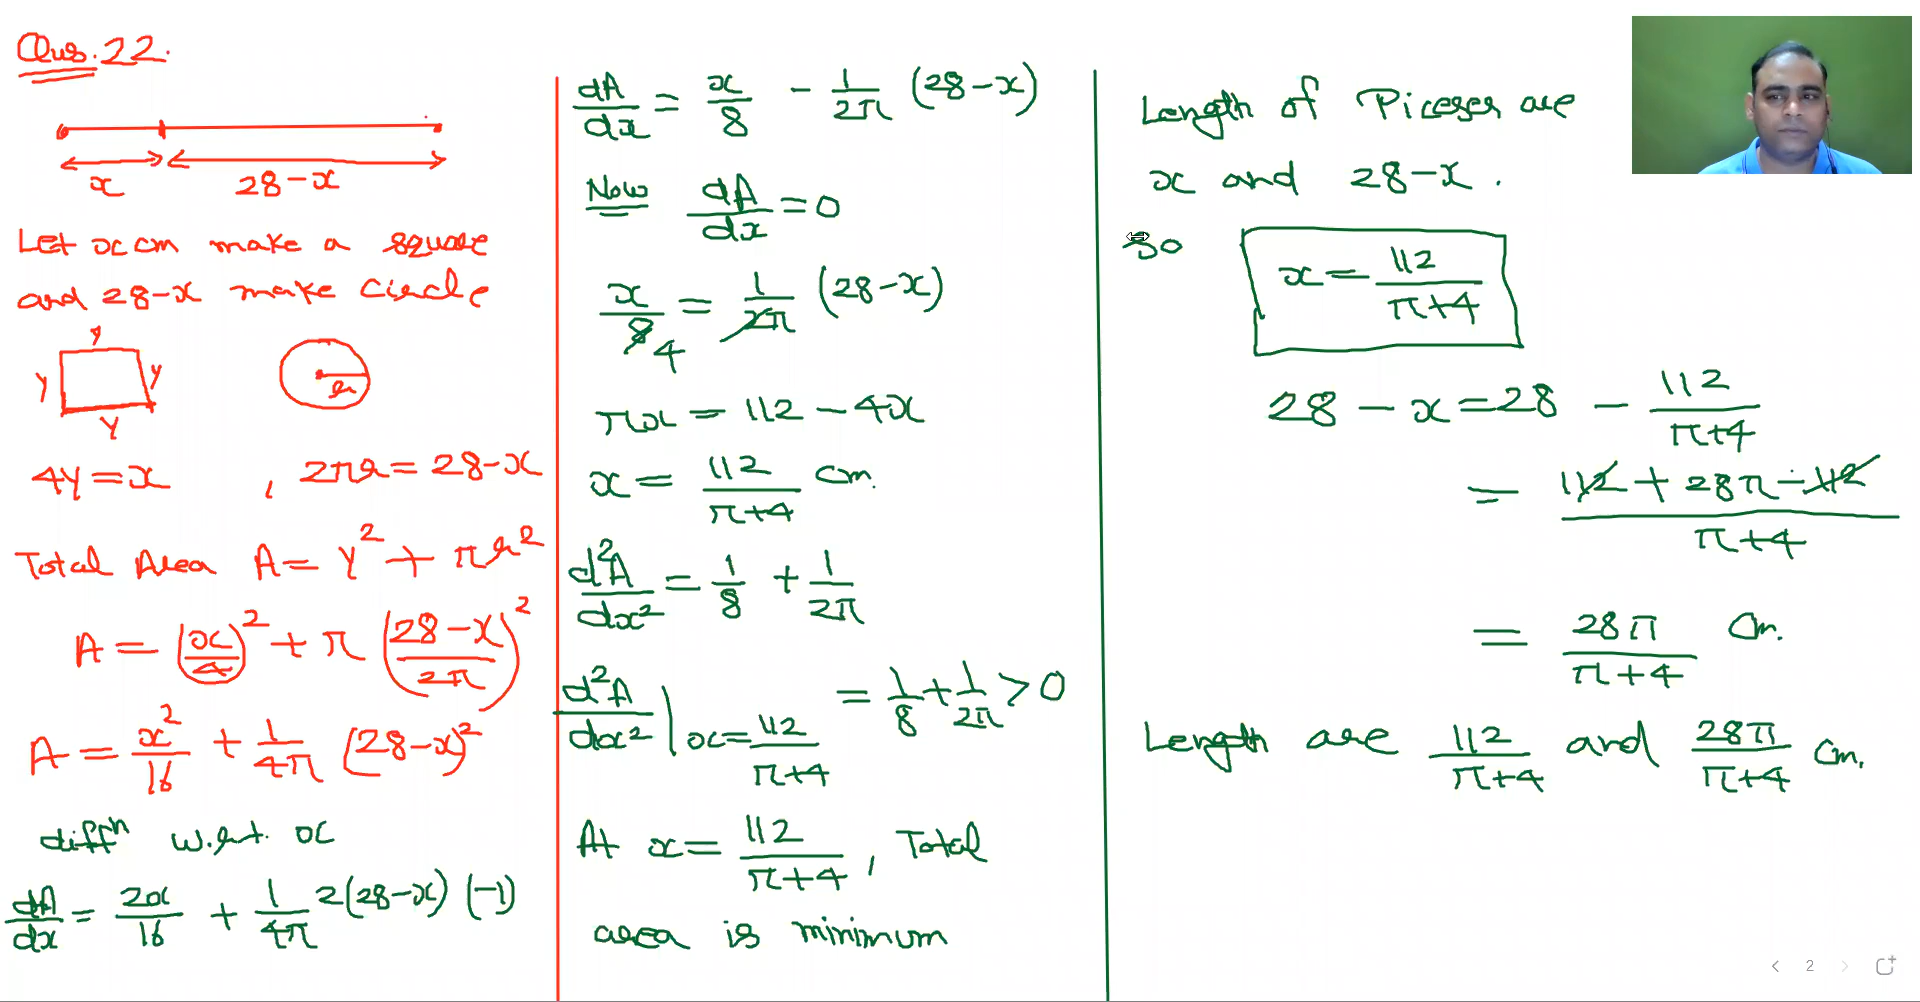 Qus. 22.
x 28-x
Let x cm make a square
and 28-x make circle
y
y y r
y
4y = x , 2πr = 28-x
Total Area A = y² + πr²
A = (x/4)² + π ((28-x)/2π)²
A = x²/16 + 1/4π (28-x)²
diffⁿ w.r.t. x
dA/dx = 2x/16 + 1/4π 2(28-x) (-1)
dA/dx = x/8 - 1/2π (28-x)
Now dA/dx = 0
x/8 = 1/2π (28-x)
4
πx = 112 - 4x
x = 112/π+4 cm.
d²A/dx² = 1/8 + 1/2π
d²A/dx² | x = 112/π+4 = 1/8 + 1/2π > 0
At x = 112/π+4 , Total
area is minimum
Length of Piceses are
x and 28-x .
so x = 112/π+4
28 - x = 28 - 112/π+4
= 112 + 28π - 112/π+4
= 28π/π+4 cm.
Length are 112/π+4 and 28π/π+4 cm.
2